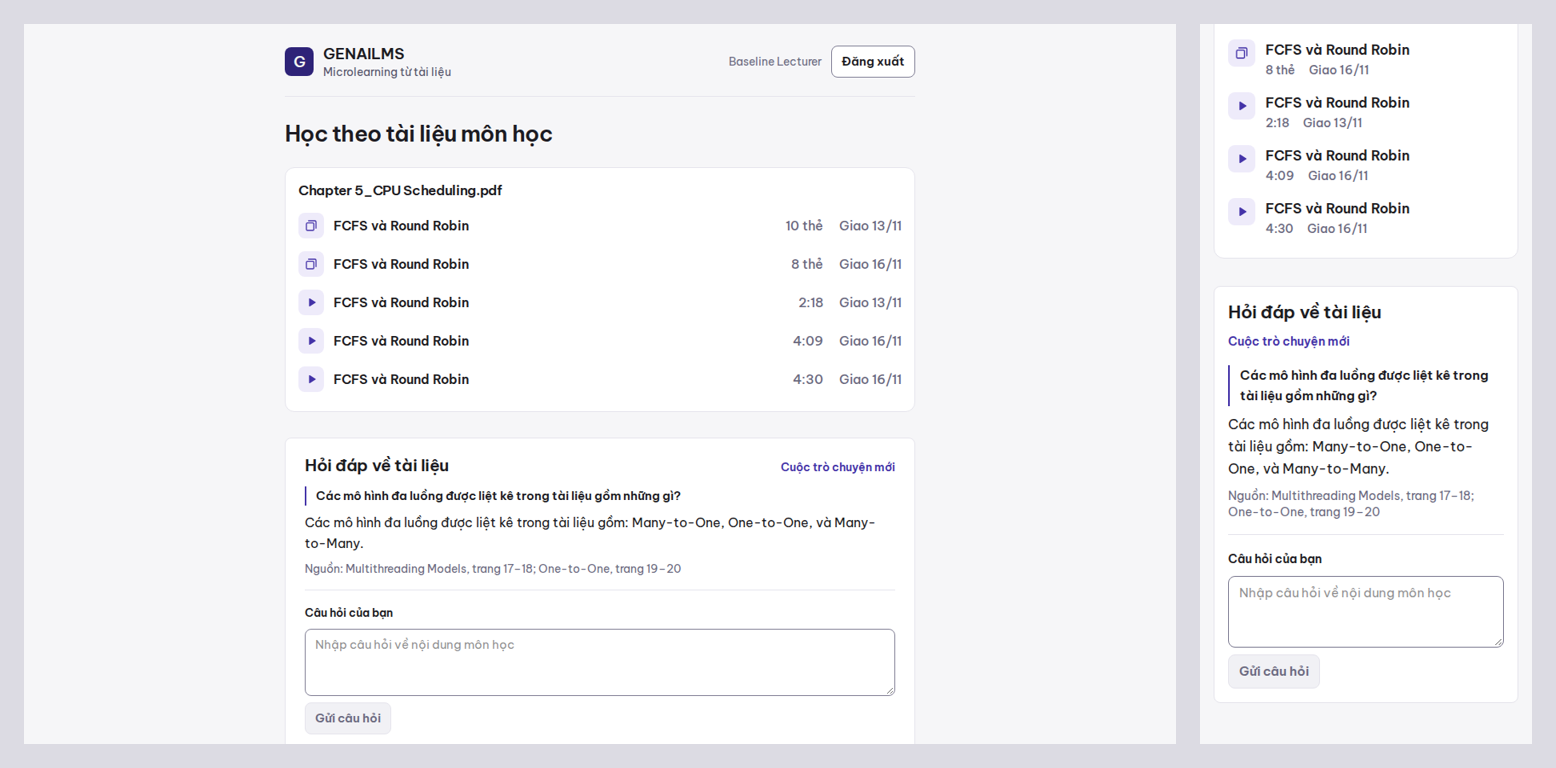 G
GENAILMS
Microlearning từ tài liệu
Baseline Lecturer
Đăng xuất
Học theo tài liệu môn học
Chapter 5_CPU Scheduling.pdf
FCFS và Round Robin 10 thẻ Giao 13/11
FCFS và Round Robin 8 thẻ Giao 16/11
FCFS và Round Robin 2:18 Giao 13/11
FCFS và Round Robin 4:09 Giao 16/11
FCFS và Round Robin 4:30 Giao 16/11
Hỏi đáp về tài liệu
Cuộc trò chuyện mới
Các mô hình đa luồng được liệt kê trong tài liệu gồm những gì?
Các mô hình đa luồng được liệt kê trong tài liệu gồm: Many-to-One, One-to-One, và Many-
to-Many.
Nguồn: Multithreading Models, trang 17–18; One-to-One, trang 19–20
Câu hỏi của bạn
Nhập câu hỏi về nội dung môn học
Gửi câu hỏi
FCFS và Round Robin
8 thẻ Giao 16/11
FCFS và Round Robin
2:18 Giao 13/11
FCFS và Round Robin
4:09 Giao 16/11
FCFS và Round Robin
4:30 Giao 16/11
Hỏi đáp về tài liệu
Cuộc trò chuyện mới
Các mô hình đa luồng được liệt kê trong
tài liệu gồm những gì?
Các mô hình đa luồng được liệt kê trong
tài liệu gồm: Many-to-One, One-to-
One, và Many-to-Many.
Nguồn: Multithreading Models, trang 17–18;
One-to-One, trang 19–20
Câu hỏi của bạn
Nhập câu hỏi về nội dung môn học
Gửi câu hỏi